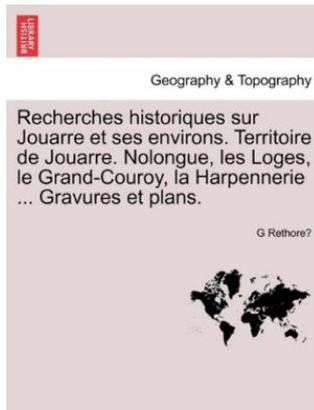 BRITISH
LIBRARY
Geography & Topography
Recherches historiques sur
Jouarre et ses environs. Territoire
de Jouarre. Nolongue, les Loges,
le Grand-Couroy, la Harpennerie
... Gravures et plans.
G Rethore?